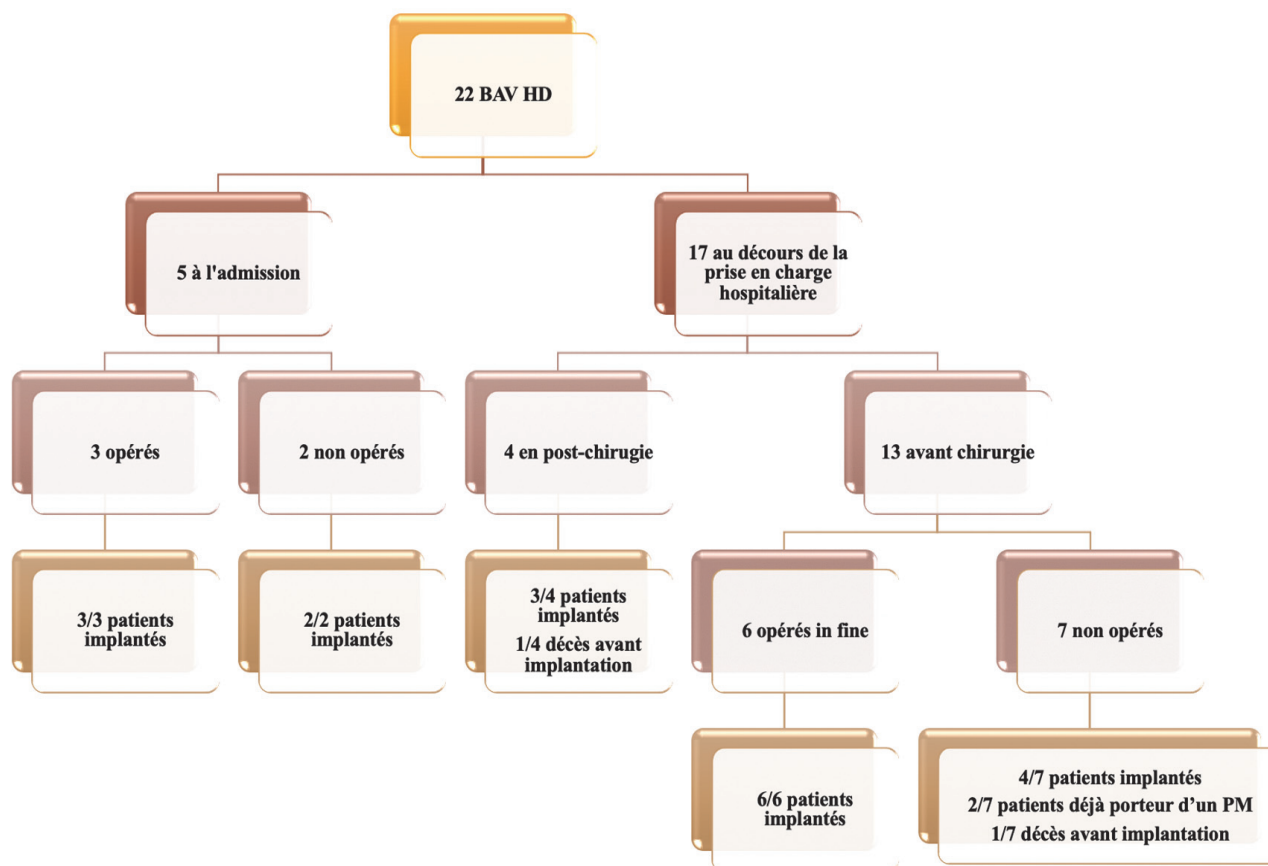 22 BAV HD
5 à l'admission
17 au décours de la
prise en charge
hospitalière
3 opérés
2 non opérés
4 en post-chirugie
13 avant chirurgie
3/3 patients
implantés
2/2 patients
implantés
3/4 patients
implantés
1/4 décès avant
implantation
6 opérés in fine
7 non opérés
6/6 patients
implantés
4/7 patients implantés
2/7 patients déjà porteur d’un PM
1/7 décès avant implantation